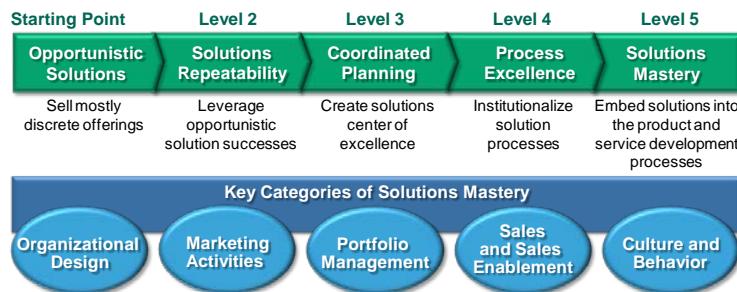 Starting Point
Level 2
Level 3
Level 4
Level 5
Opportunistic
Solutions
Solutions
Repeatability
Coordinated
Planning
Process
Excellence
Solutions
Mastery
Sell mostly
discrete offerings
Leverage
opportunistic
solution successes
Create solutions
center of
excellence
Institutionalize
solution
processes
Embed solutions into
the product and
service development
processes
Key Categories of Solutions Mastery
Organizational
Design
Marketing
Activities
Portfolio
Management
Sales
and Sales
Enablement
Culture and
Behavior